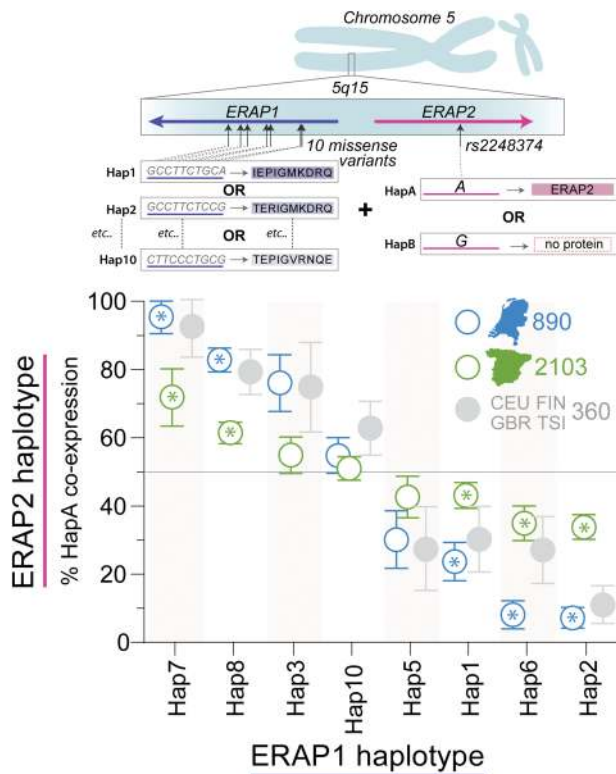 Chromosome 5
5q15
ERAP1
ERAP2
10 missense
variants
rs2248374
Hap1 GCCTTCTGCA → IEPIGMKDRQ
OR
Hap2 GCCTTCTCCG → TERIGMKDRQ
etc.. etc.. OR etc..
Hap10 CTTCCCTGCG → TEPIGVRNQE
+
HapA A → ERAP2
OR
HapB G → no protein
ERAP2 haplotype
% HapA co-expression
100
80
60
40
20
0
890
2103
CEU FIN
GBR TSI 360
* * * * * * * * * *
Hap7 Hap8 Hap3 Hap10 Hap5 Hap1 Hap6 Hap2
ERAP1 haplotype